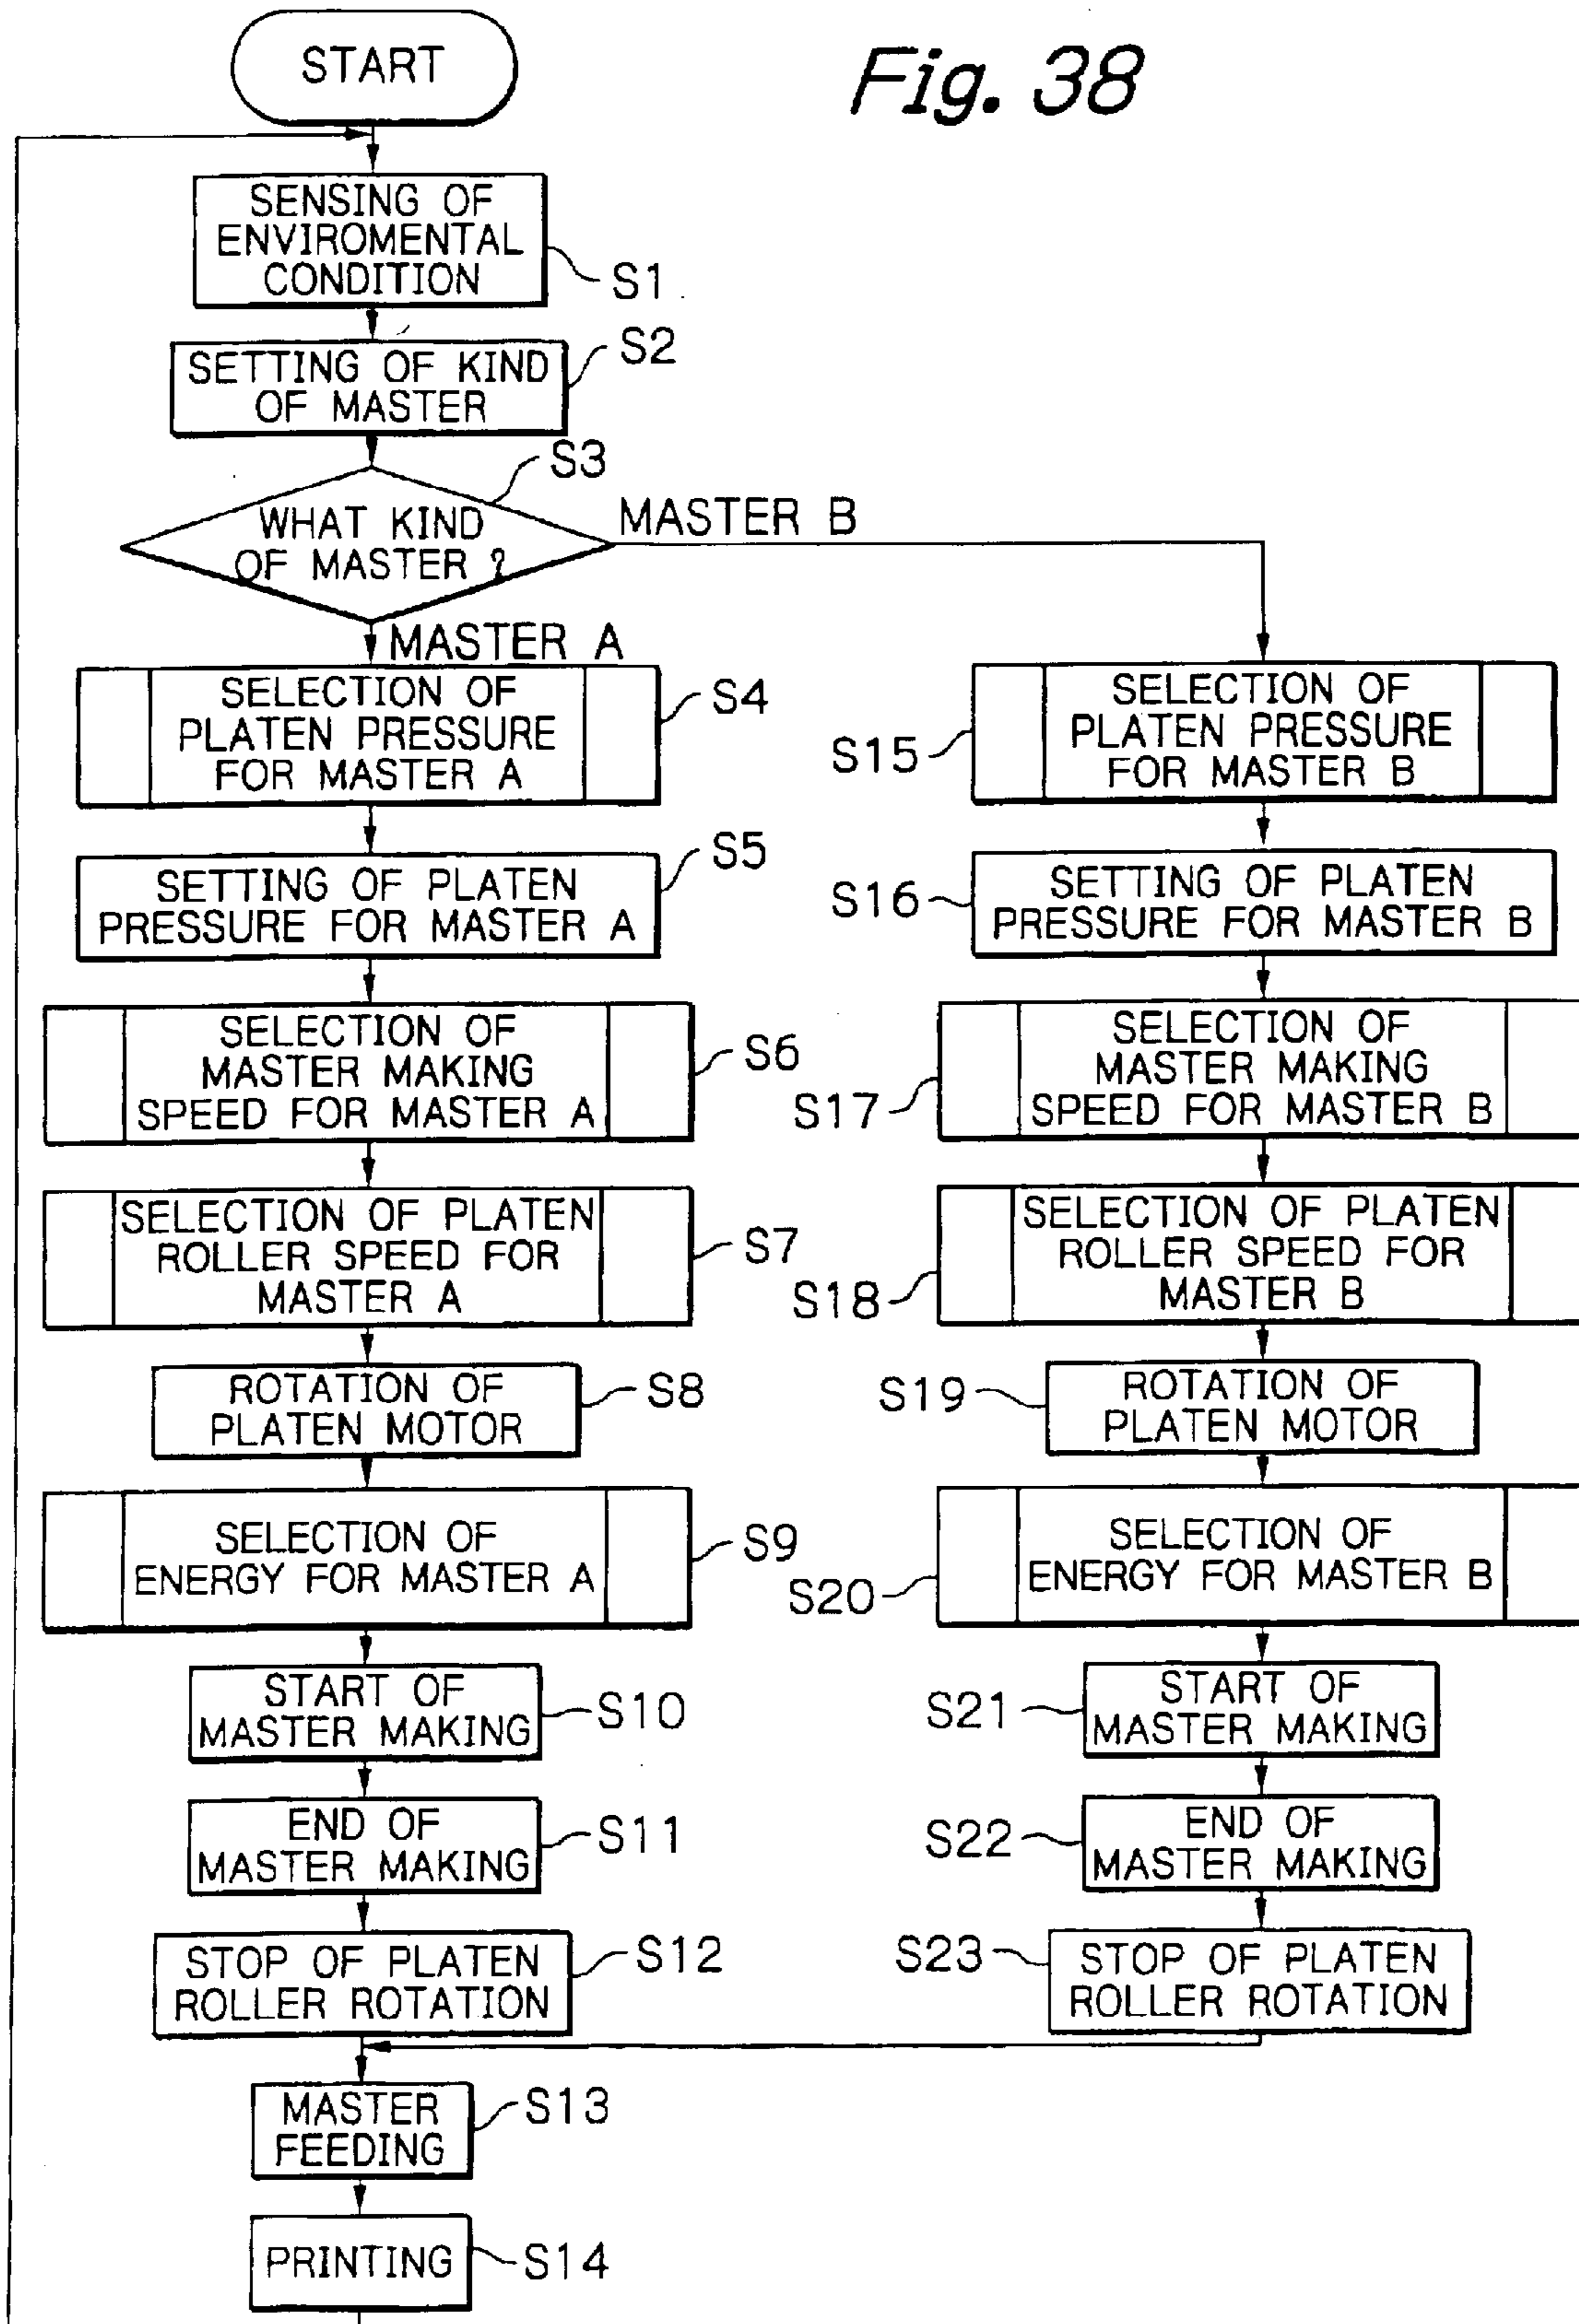 START
Fig. 38
SENSING OF
ENVIROMENTAL
CONDITION
S1
SETTING OF KIND
OF MASTER
S2
WHAT KIND
OF MASTER ?
S3
MASTER B
MASTER A
SELECTION OF
PLATEN PRESSURE
FOR MASTER A
S4
SETTING OF PLATEN
PRESSURE FOR MASTER A
S5
SELECTION OF
MASTER MAKING
SPEED FOR MASTER A
S6
SELECTION OF PLATEN
ROLLER SPEED FOR
MASTER A
S7
ROTATION OF
PLATEN MOTOR
S8
SELECTION OF
ENERGY FOR MASTER A
S9
START OF
MASTER MAKING
S10
END OF
MASTER MAKING
S11
STOP OF PLATEN
ROLLER ROTATION
S12
MASTER
FEEDING
S13
PRINTING
S14
SELECTION OF
PLATEN PRESSURE
FOR MASTER B
S15
SETTING OF PLATEN
PRESSURE FOR MASTER B
S16
SELECTION OF
MASTER MAKING
SPEED FOR MASTER B
S17
SELECTION OF PLATEN
ROLLER SPEED FOR
MASTER B
S18
ROTATION OF
PLATEN MOTOR
S19
SELECTION OF
ENERGY FOR MASTER B
S20
START OF
MASTER MAKING
S21
END OF
MASTER MAKING
S22
STOP OF PLATEN
ROLLER ROTATION
S23